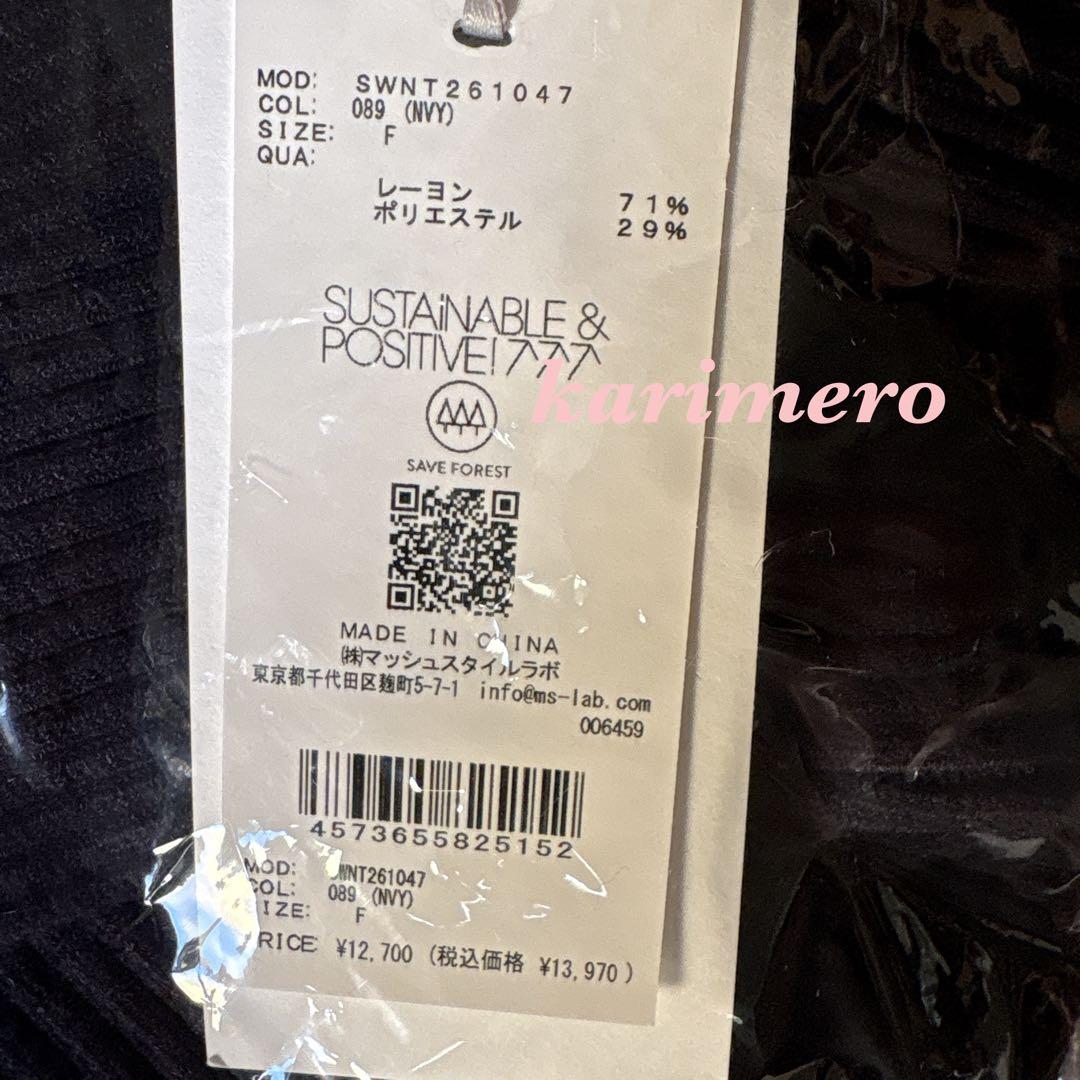 MOD: SWNT261047
COL: 089 (NVY)
SIZE: F
QUA:
レーヨン 71%
ポリエステル 29%
SUSTAiNABLE &
POSITIVE!
karimero
SAVE FOREST
MADE IN CHINA
㈱マッシュスタイルラボ
東京都千代田区麹町5-7-1 info@ms-lab.com
006459
4573655825152
MOD: SWNT261047
COL: 089 (NVY)
SIZE: F
PRICE: ¥12,700 (税込価格 ¥13,970)